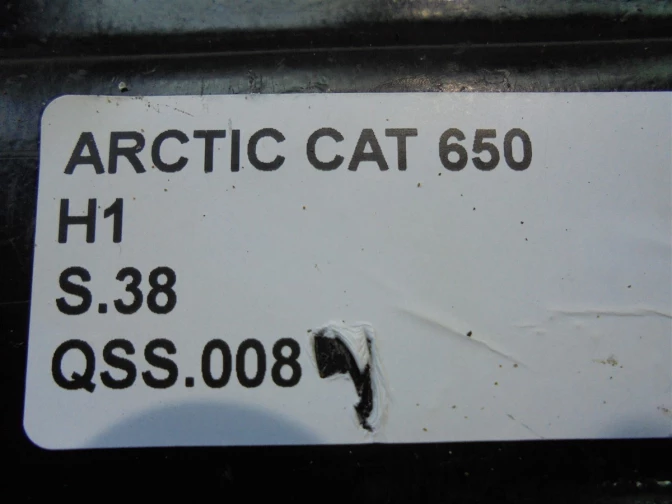 ARCTIC CAT 650
H1
S.38
QSS.008